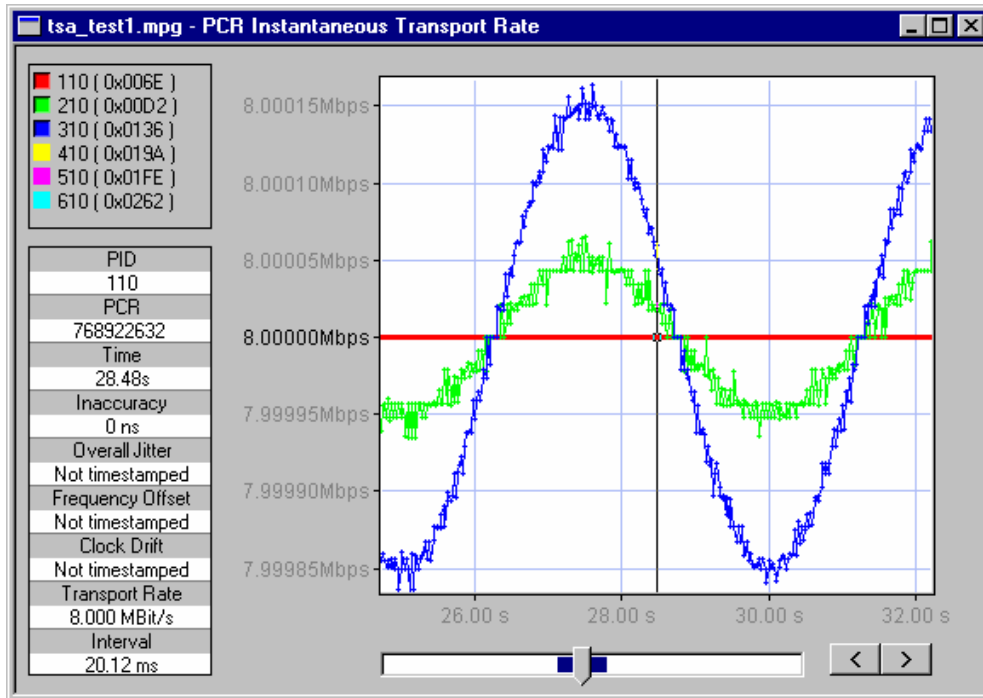 tsa_test1.mpg - PCR Instantaneous Transport Rate
110 ( 0x006E )
210 ( 0x00D2 )
310 ( 0x0136 )
410 ( 0x019A )
510 ( 0x01FE )
610 ( 0x0262 )
PID
110
PCR
768922632
Time
28.48s
Inaccuracy
0 ns
Overall Jitter
Not timestamped
Frequency Offset
Not timestamped
Clock Drift
Not timestamped
Transport Rate
8.000 MBit/s
Interval
20.12 ms
8.00015Mbps
8.00010Mbps
8.00005Mbps
8.00000Mbps
7.99995Mbps
7.99990Mbps
7.99985Mbps
26.00 s 28.00 s 30.00 s 32.00 s
< >